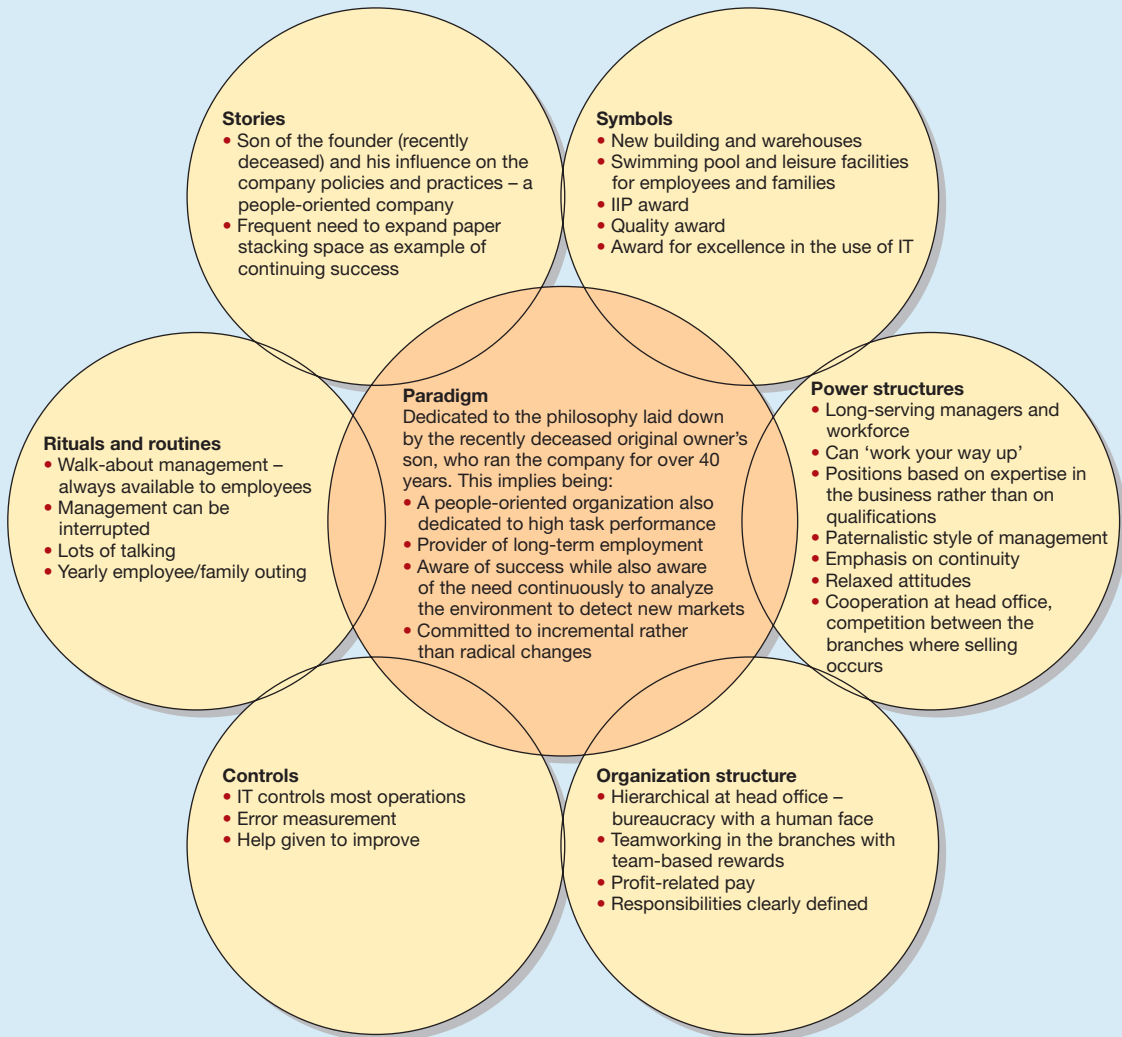 Stories
• Son of the founder (recently
deceased) and his influence on the
company policies and practices – a
people-oriented company
• Frequent need to expand paper
stacking space as example of
continuing success
Symbols
• New building and warehouses
• Swimming pool and leisure facilities
for employees and families
• IIP award
• Quality award
• Award for excellence in the use of IT
Rituals and routines
• Walk-about management –
always available to employees
• Management can be
interrupted
• Lots of talking
• Yearly employee/family outing
Paradigm
Dedicated to the philosophy laid down
by the recently deceased original owner’s
son, who ran the company for over 40
years. This implies being:
• A people-oriented organization also
dedicated to high task performance
• Provider of long-term employment
• Aware of success while also aware
of the need continuously to analyze
the environment to detect new markets
• Committed to incremental rather
than radical changes
Power structures
• Long-serving managers and
workforce
• Can ‘work your way up’
• Positions based on expertise in
the business rather than on
qualifications
• Paternalistic style of management
• Emphasis on continuity
• Relaxed attitudes
• Cooperation at head office,
competition between the
branches where selling
occurs
Controls
• IT controls most operations
• Error measurement
• Help given to improve
Organization structure
• Hierarchical at head office –
bureaucracy with a human face
• Teamworking in the branches with
team-based rewards
• Profit-related pay
• Responsibilities clearly defined